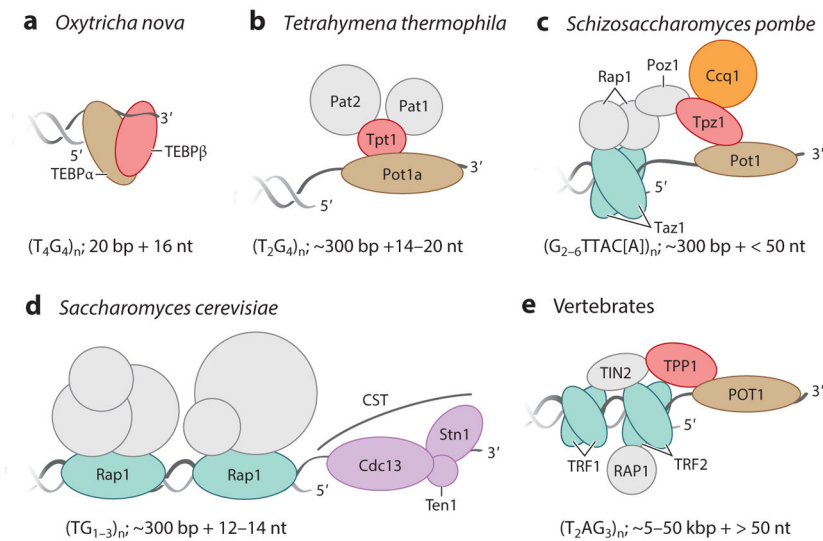 a Oxytricha nova
3′
5′
TEBPβ
TEBPα
(T₄G₄)ₙ; 20 bp + 16 nt
b Tetrahymena thermophila
Pat2
Pat1
Tpt1
3′
Pot1a
5′
(T₂G₄)ₙ; ~300 bp +14–20 nt
c Schizosaccharomyces pombe
Poz1
Rap1
Ccq1
Tpz1
3′
Pot1
5′
Taz1
(G₂₋₆TTAC[A])ₙ; ~300 bp + < 50 nt
d Saccharomyces cerevisiae
CST
Stn1
3′
Rap1
Rap1
Cdc13
5′
Ten1
(TG₁₋₃)ₙ; ~300 bp + 12–14 nt
e Vertebrates
TIN2
TPP1
POT1
3′
5′
TRF1
RAP1
TRF2
(T₂AG₃)ₙ; ~5–50 kbp + > 50 nt